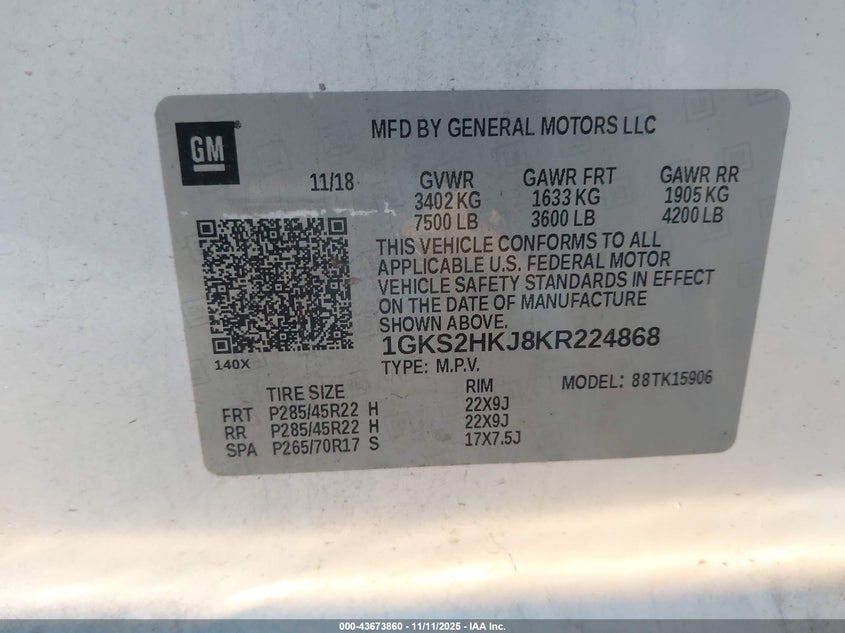 GM
MFD BY GENERAL MOTORS LLC
11/18 GVWR GAWR FRT GAWR RR
3402 KG 1633 KG 1905 KG
7500 LB 3600 LB 4200 LB
THIS VEHICLE CONFORMS TO ALL
APPLICABLE U.S. FEDERAL MOTOR
VEHICLE SAFETY STANDARDS IN EFFECT
ON THE DATE OF MANUFACTURE
SHOWN ABOVE.
1GKS2HKJ8KR224868
140X
TYPE: M.P.V. MODEL: 88TK15906
TIRE SIZE RIM
FRT P285/45R22 H 22X9J
RR P285/45R22 H 22X9J
SPA P265/70R17 S 17X7.5J
000-43673860 - 11/11/2025 - IAA Inc.